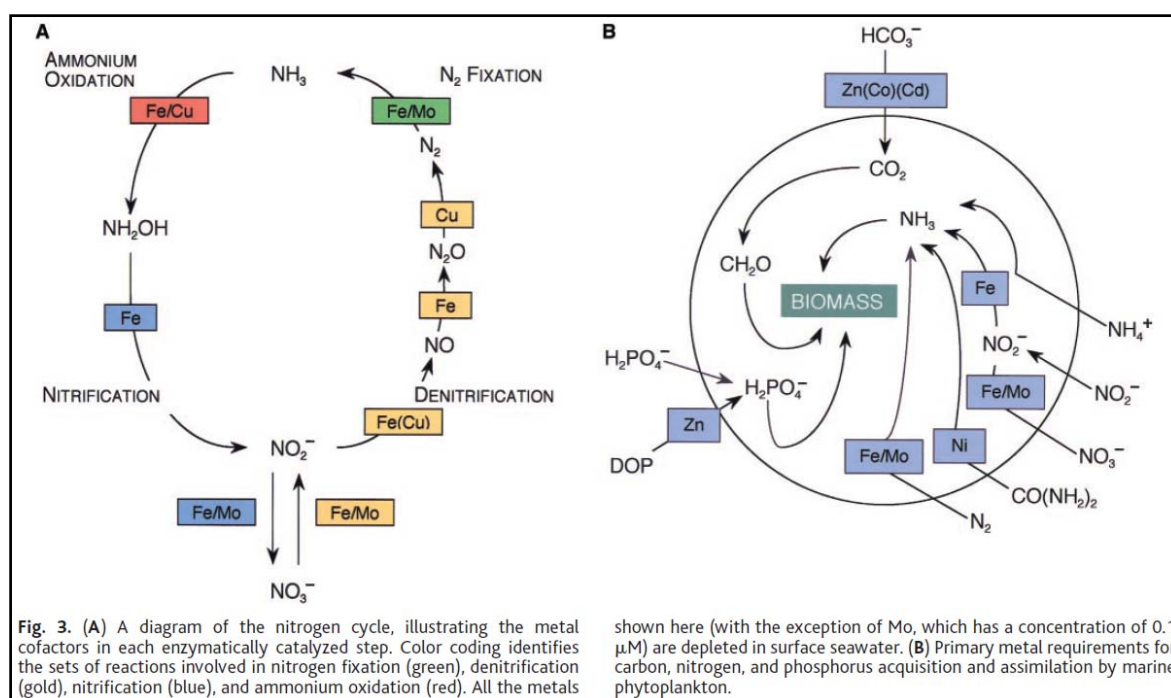 A
AMMONIUM
OXIDATION
NH₃
N₂ FIXATION
Fe/Cu
Fe/Mo
N₂
NH₂OH
Cu
N₂O
Fe
Fe
NO
NITRIFICATION
DENITRIFICATION
Fe(Cu)
NO₂⁻
Fe/Mo
Fe/Mo
NO₃⁻
B
HCO₃⁻
Zn(Co)(Cd)
CO₂
NH₃
CH₂O
BIOMASS
Fe
NH₄⁺
NO₂⁻
H₂PO₄⁻
H₂PO₄⁻
Fe/Mo
NO₂⁻
Zn
DOP
Fe/Mo
Ni
NO₃⁻
CO(NH₂)₂
N₂
Fig. 3. (A) A diagram of the nitrogen cycle, illustrating the metal
cofactors in each enzymatically catalyzed step. Color coding identifies
the sets of reactions involved in nitrogen fixation (green), denitrification
(gold), nitrification (blue), and ammonium oxidation (red). All the metals
shown here (with the exception of Mo, which has a concentration of 0.1
μM) are depleted in surface seawater. (B) Primary metal requirements for
carbon, nitrogen, and phosphorus acquisition and assimilation by marine
phytoplankton.